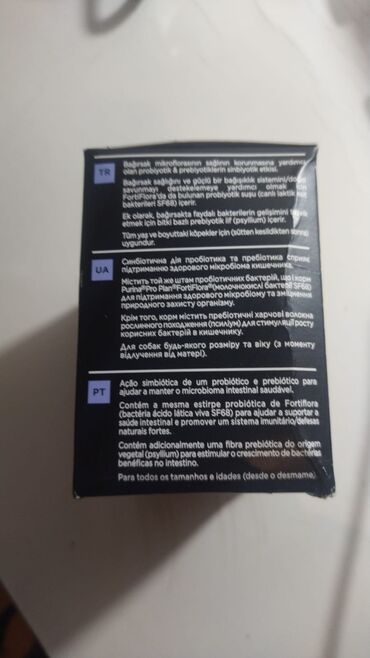 TR
Bağırsak mikroflorasının sağlının korunmasına yardımcı
olan probiyotik & prebiyotiklerin sinbiyotik etkisi.
Bağırsak sağlığını ve güçlü bir bağışıklık sistemini/doğal
savunmayı desteklemeye yardımcı olmak için
FortiFlora'da da bulunan probiyotik suşu (canlı laktik asit
bakterileri SF68) içerir.
Ek olarak, bağırsakta faydalı bakterilerin gelişimini
etmek için bitki bazlı prebiyotik lif (psyllium) içerir.
Tüm yaş ve boyuttaki köpekler için (sütten kesildikten sonra)
uygundur.
UA
Синбіотична дія пробіотика та пребіотика сприяє
підтриманню здорового мікробіома кишечника.
Містить той же штам пробіотичних бактерій, що і корм
Purina®Pro Plan®FortiFlora®(молочнокислі бактерії SF68)
для підтримання здорового мікробіому та зміцнення
природного захисту організму.
Крім того, корм містить пребіотичні харчові волокна
рослинного походження (псиліум) для стимуляції росту
корисних бактерій в кишечнику.
Для собак будь-якого розміру та віку (з моменту
відлучення від матері).
PT
Ação simbiótica de um probiótico e prebiótico para
ajudar a manter o microbioma intestinal saudável.
Contém a mesma estirpe probiótica de Fortiflora
(bactéria ácido lática viva SF68) para ajudar a suportar a
saúde intestinal e promover um sistema imunitário/defesas
naturais fortes.
Contém adicionalmente uma fibra prebiótica do origem
vegetal (psyllium) para estimular o crescimento de bactérias
benéficas no intestino.
Para todos os tamanhos e idades (desde o desmame)